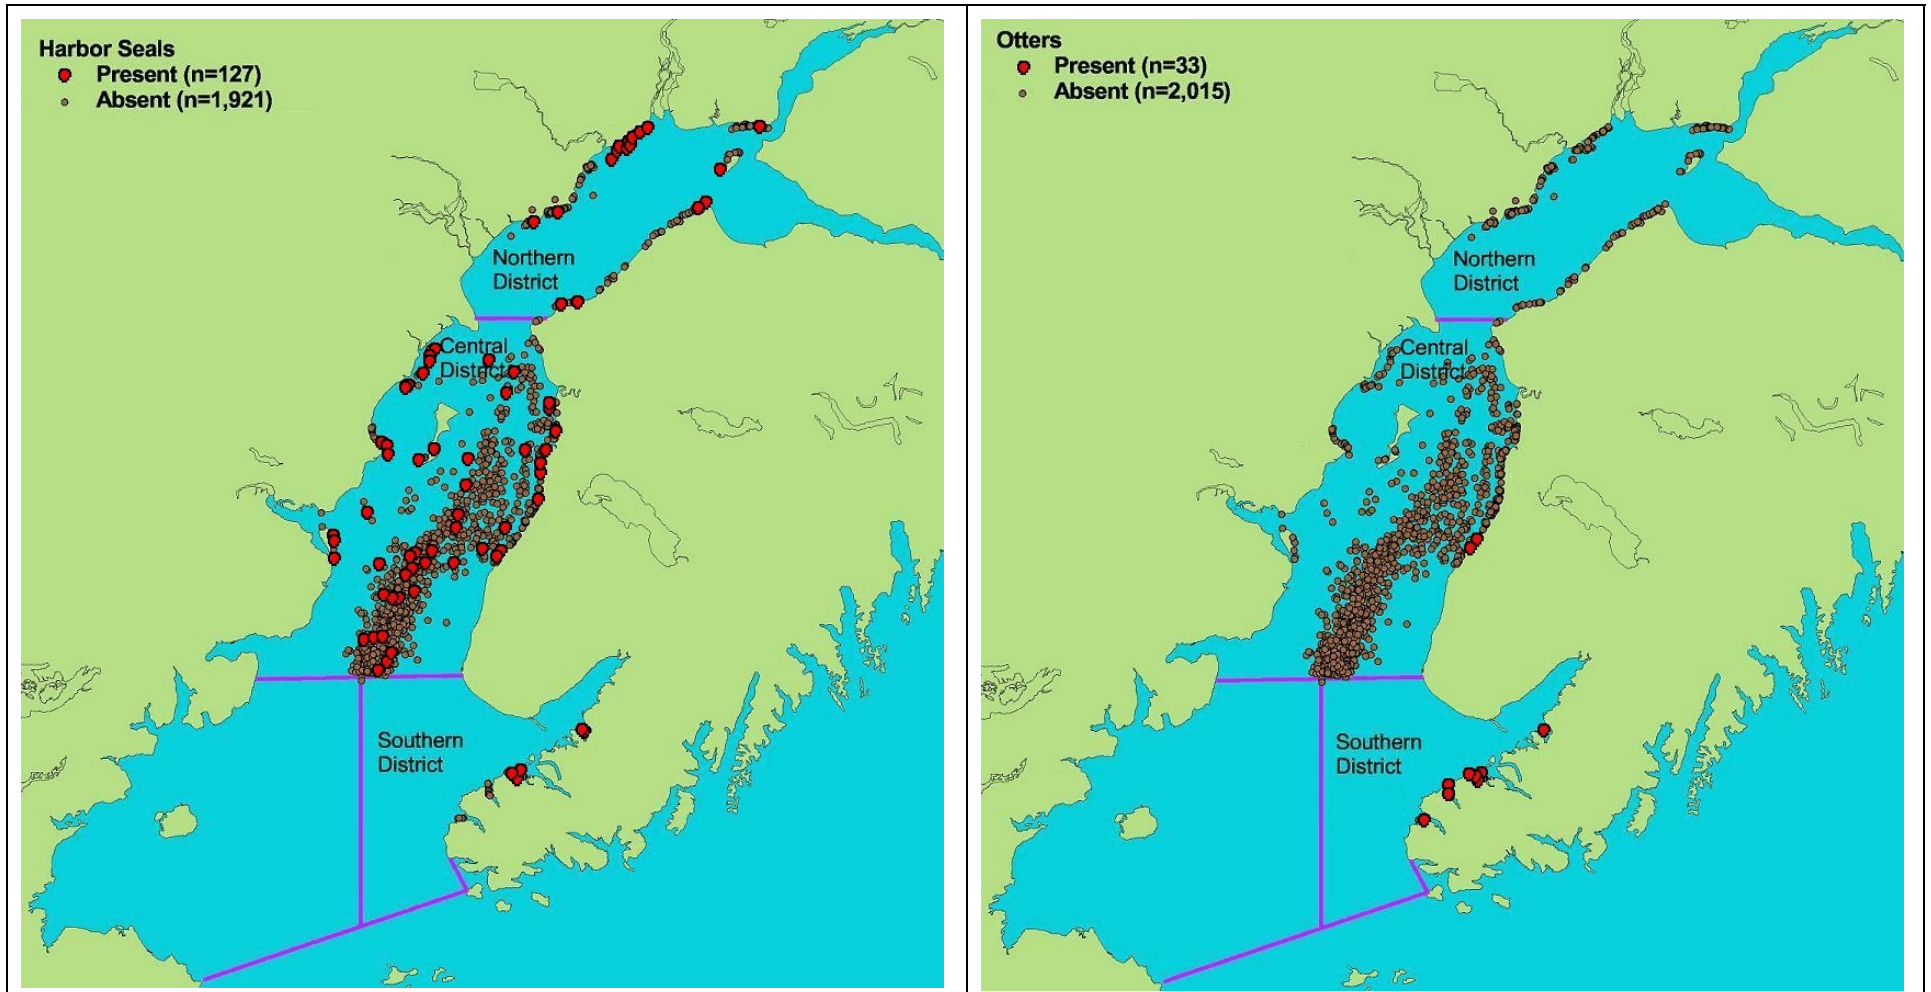 Harbor Seals
Present (n=127)
Absent (n=1,921)
Northern
District
Central
District
Southern
District
Otters
Present (n=33)
Absent (n=2,015)
Northern
District
Central
District
Southern
District